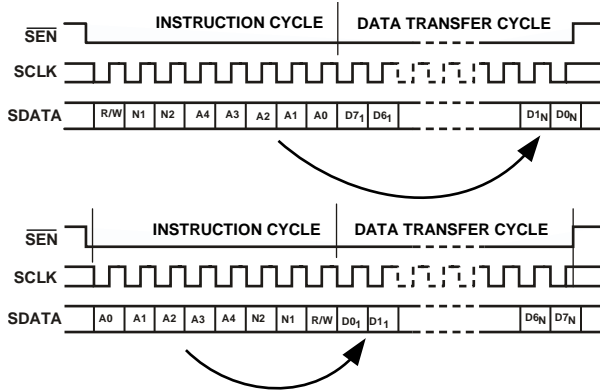 INSTRUCTION CYCLE DATA TRANSFER CYCLE
SEN
SCLK
SDATA R/W N1 N2 A4 A3 A2 A1 A0 D7₁ D6₁ D1N D0N
INSTRUCTION CYCLE DATA TRANSFER CYCLE
SEN
SCLK
SDATA A0 A1 A2 A3 A4 N2 N1 R/W D0₁ D1₁ D6N D7N